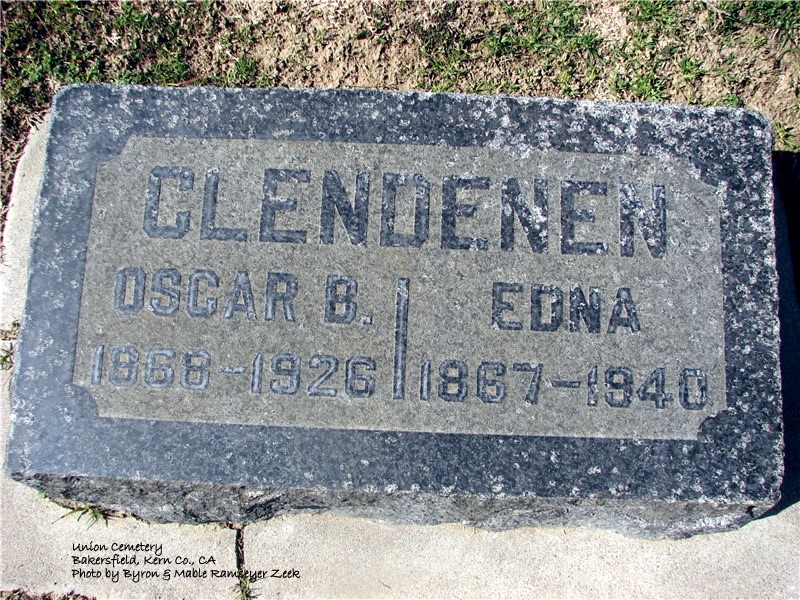 CLENDENEN
OSCAR B. EDNA
1868-1926 1867-1940
Union Cemetery
Bakersfield, Kern Co., CA
Photo by Byron & Mable Ramseyer Zeek